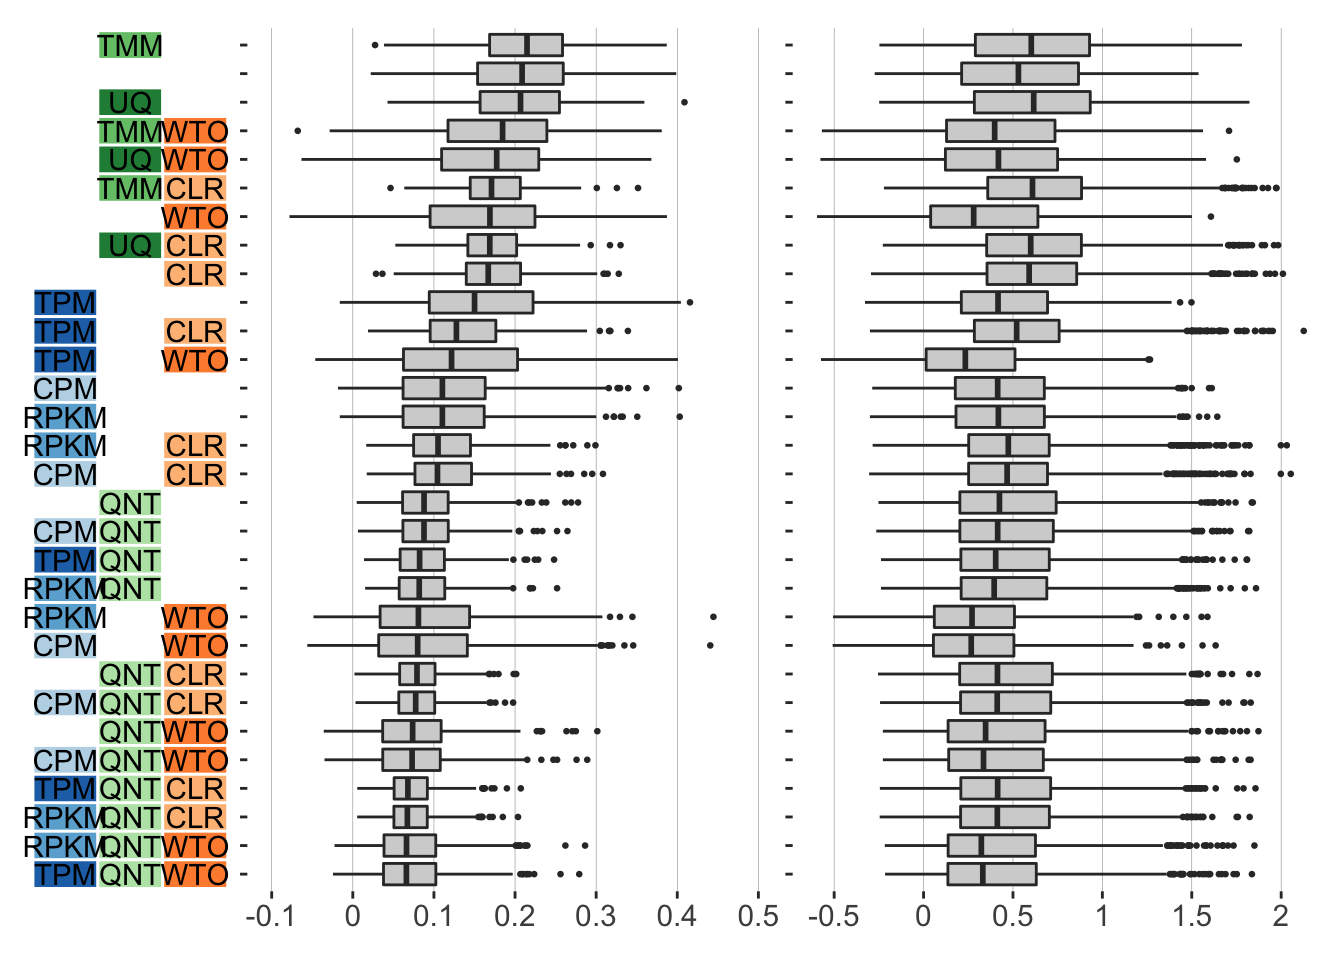 TMM
UQ
TMM WTO
UQ WTO
TMM CLR
WTO
UQ CLR
CLR
TPM
TPM CLR
TPM WTO
CPM
RPKM
RPKM CLR
CPM CLR
QNT
CPM QNT
TPM QNT
RPKM QNT
RPKM WTO
CPM WTO
QNT CLR
CPM QNT CLR
QNT WTO
CPM QNT WTO
TPM QNT CLR
RPKM QNT CLR
RPKM QNT WTO
TPM QNT WTO
-0.1 0 0.1 0.2 0.3 0.4 0.5 -0.5 0 0.5 1 1.5 2